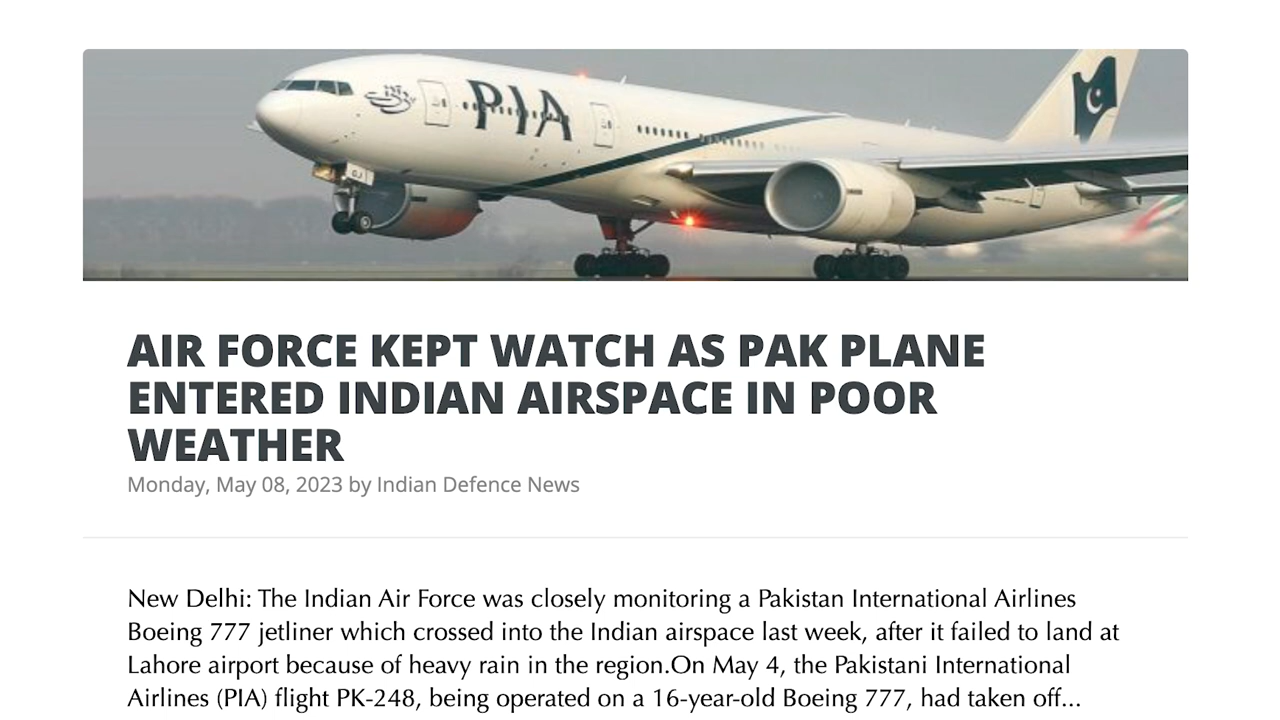 PIA
GJ
AIR FORCE KEPT WATCH AS PAK PLANE
ENTERED INDIAN AIRSPACE IN POOR
WEATHER
Monday, May 08, 2023 by Indian Defence News
New Delhi: The Indian Air Force was closely monitoring a Pakistan International Airlines
Boeing 777 jetliner which crossed into the Indian airspace last week, after it failed to land at
Lahore airport because of heavy rain in the region.On May 4, the Pakistani International
Airlines (PIA) flight PK-248, being operated on a 16-year-old Boeing 777, had taken off...